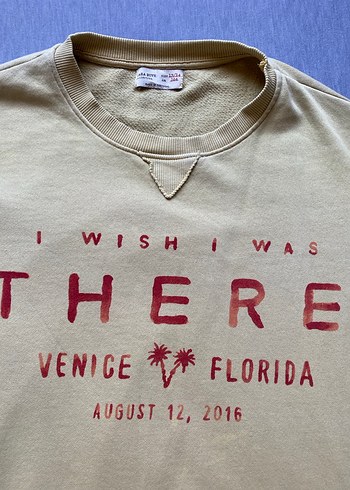 I WISH I WAS
THERE
VENICE FLORIDA
AUGUST 12, 2016